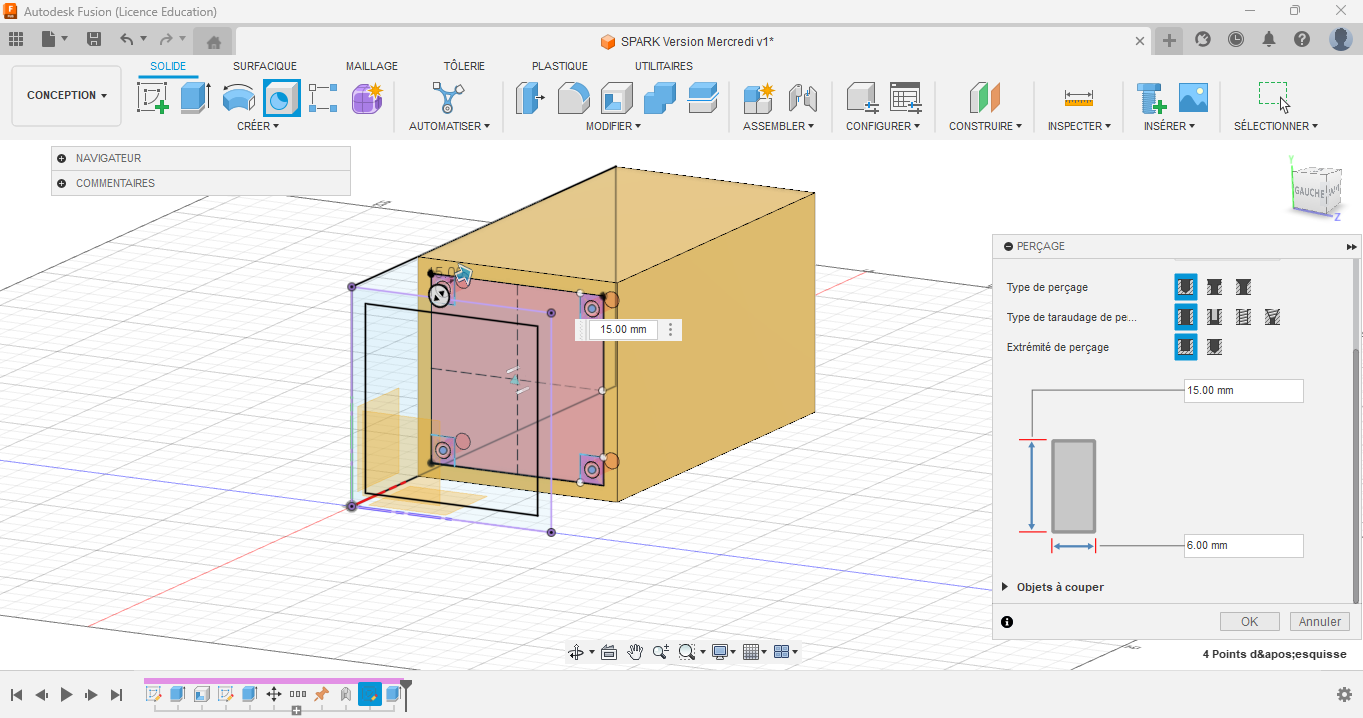 Autodesk Fusion (Licence Education)
SPARK Version Mercredi v1*
SOLIDE SURFACIQUE MAILLAGE TÔLERIE PLASTIQUE UTILITAIRES
CONCEPTION
CRÉER AUTOMATISER MODIFIER ASSEMBLER CONFIGURER CONSTRUIRE INSPECTER INSÉRER SÉLECTIONNER
NAVIGATEUR
COMMENTAIRES
Y
GAUCHE
Z
PERÇAGE
Type de perçage
Type de taraudage de pe...
Extrémité de perçage
15.00 mm
15.00 mm
6.00 mm
Objets à couper
OK Annuler
4 Points d&apos;esquisse